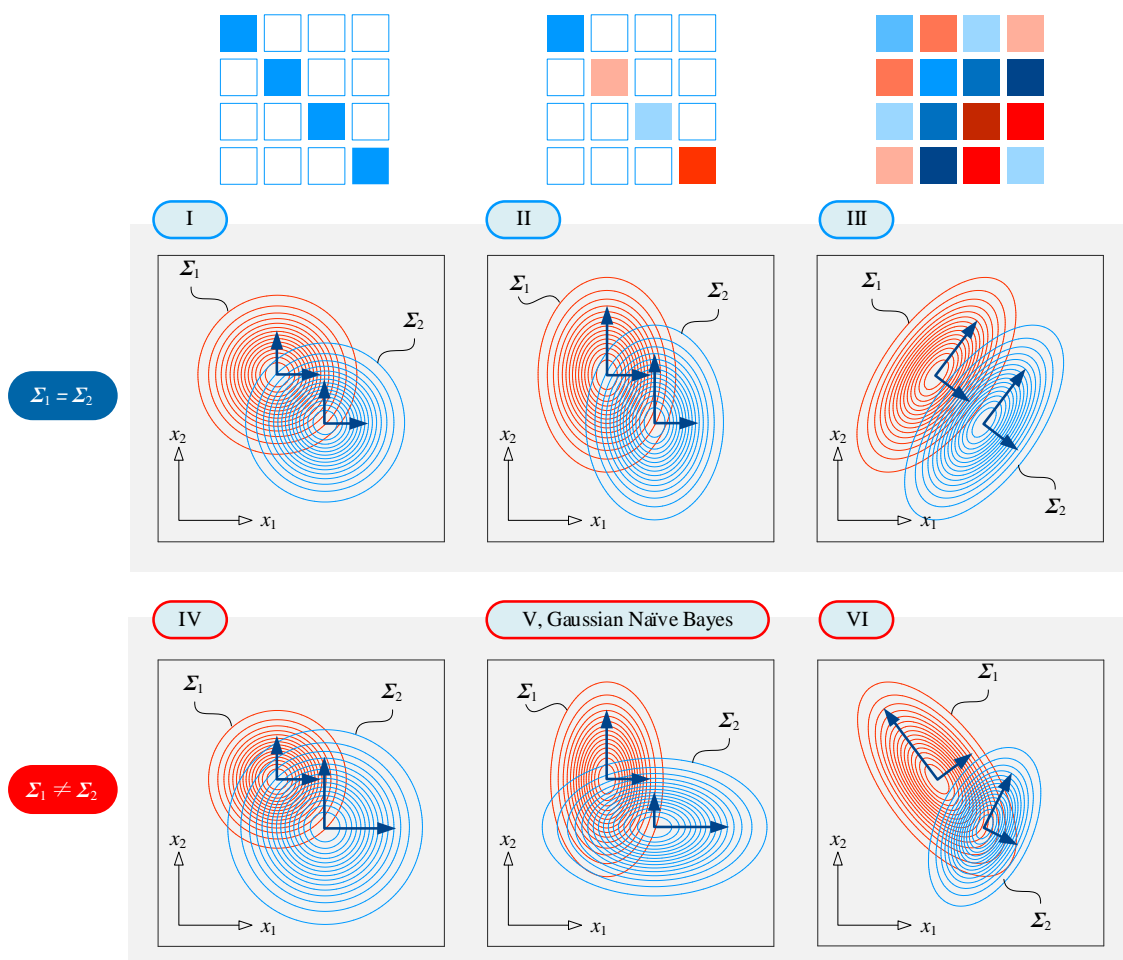 I
II
III
Σ1
Σ2
x2
x1
Σ1
Σ2
x2
x1
Σ1
Σ2
x2
x1
Σ1 = Σ2
IV
V, Gaussian Naïve Bayes
VI
Σ1
Σ2
x2
x1
Σ1
Σ2
x2
x1
Σ1
Σ2
x2
x1
Σ1 ≠ Σ2